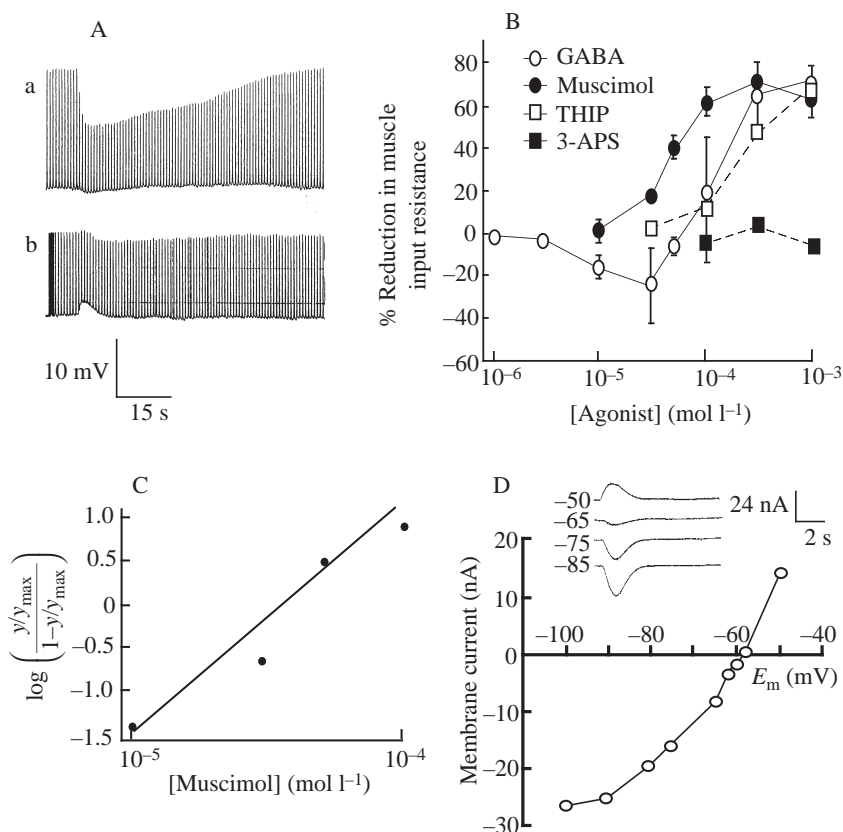 A
a
b
10 mV
15 s
B
GABA
Muscimol
THIP
3-APS
% Reduction in muscle
input resistance
80
60
40
20
0
−20
−40
−60
10⁻⁶
10⁻⁵
10⁻⁴
10⁻³
[Agonist] (mol l⁻¹)
C
log (y/ymax / 1−y/ymax)
1.0
0.5
0
−0.5
−1.0
−1.5
10⁻⁵
10⁻⁴
[Muscimol] (mol l⁻¹)
D
−50
−65
−75
−85
24 nA
2 s
Membrane current (nA)
20
10
0
−10
−20
−30
−100
−80
−60
−40
Em (mV)